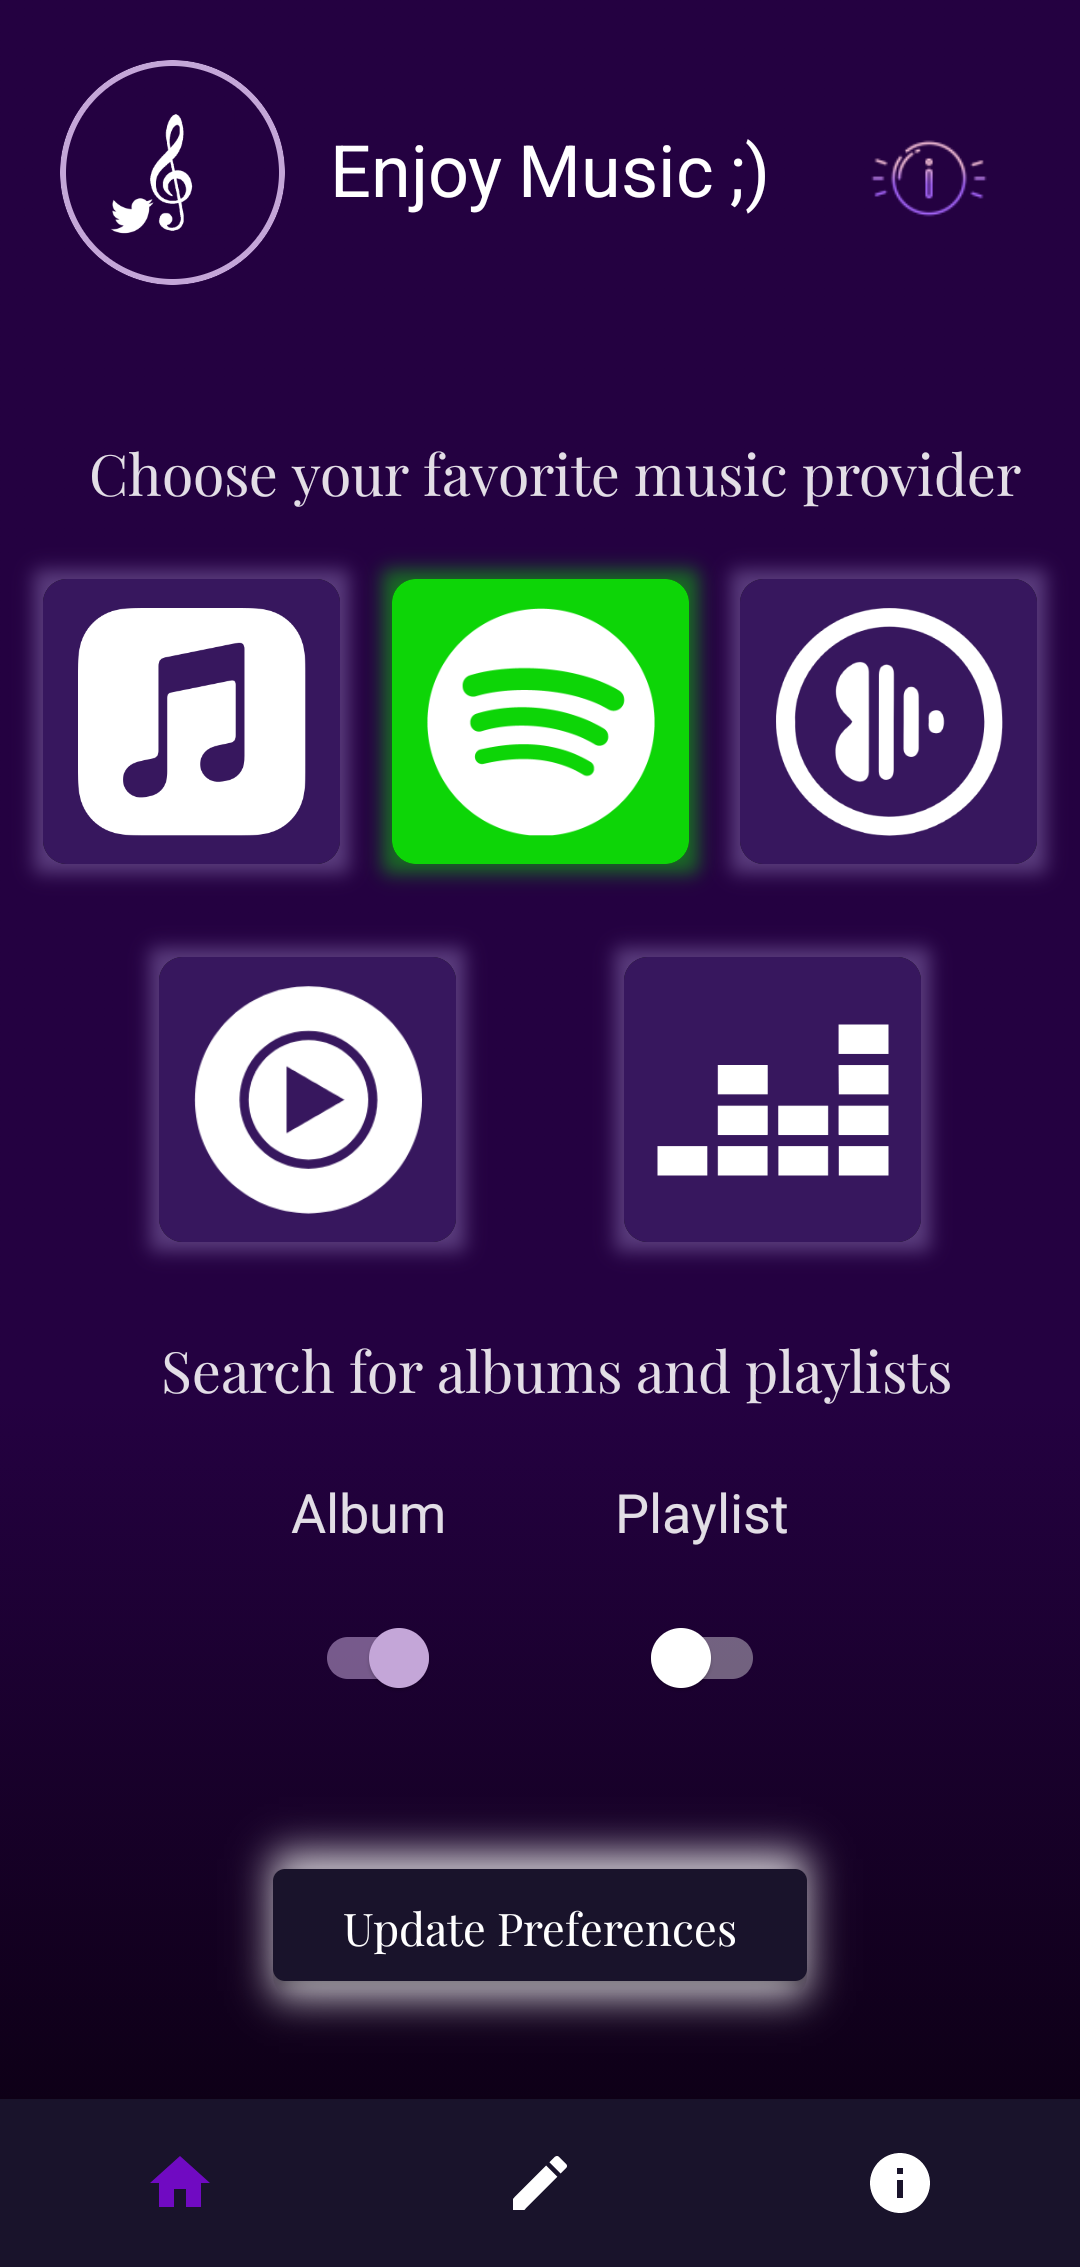 Enjoy Music ;)
Choose your favorite music provider
Search for albums and playlists
Album Playlist
Update Preferences